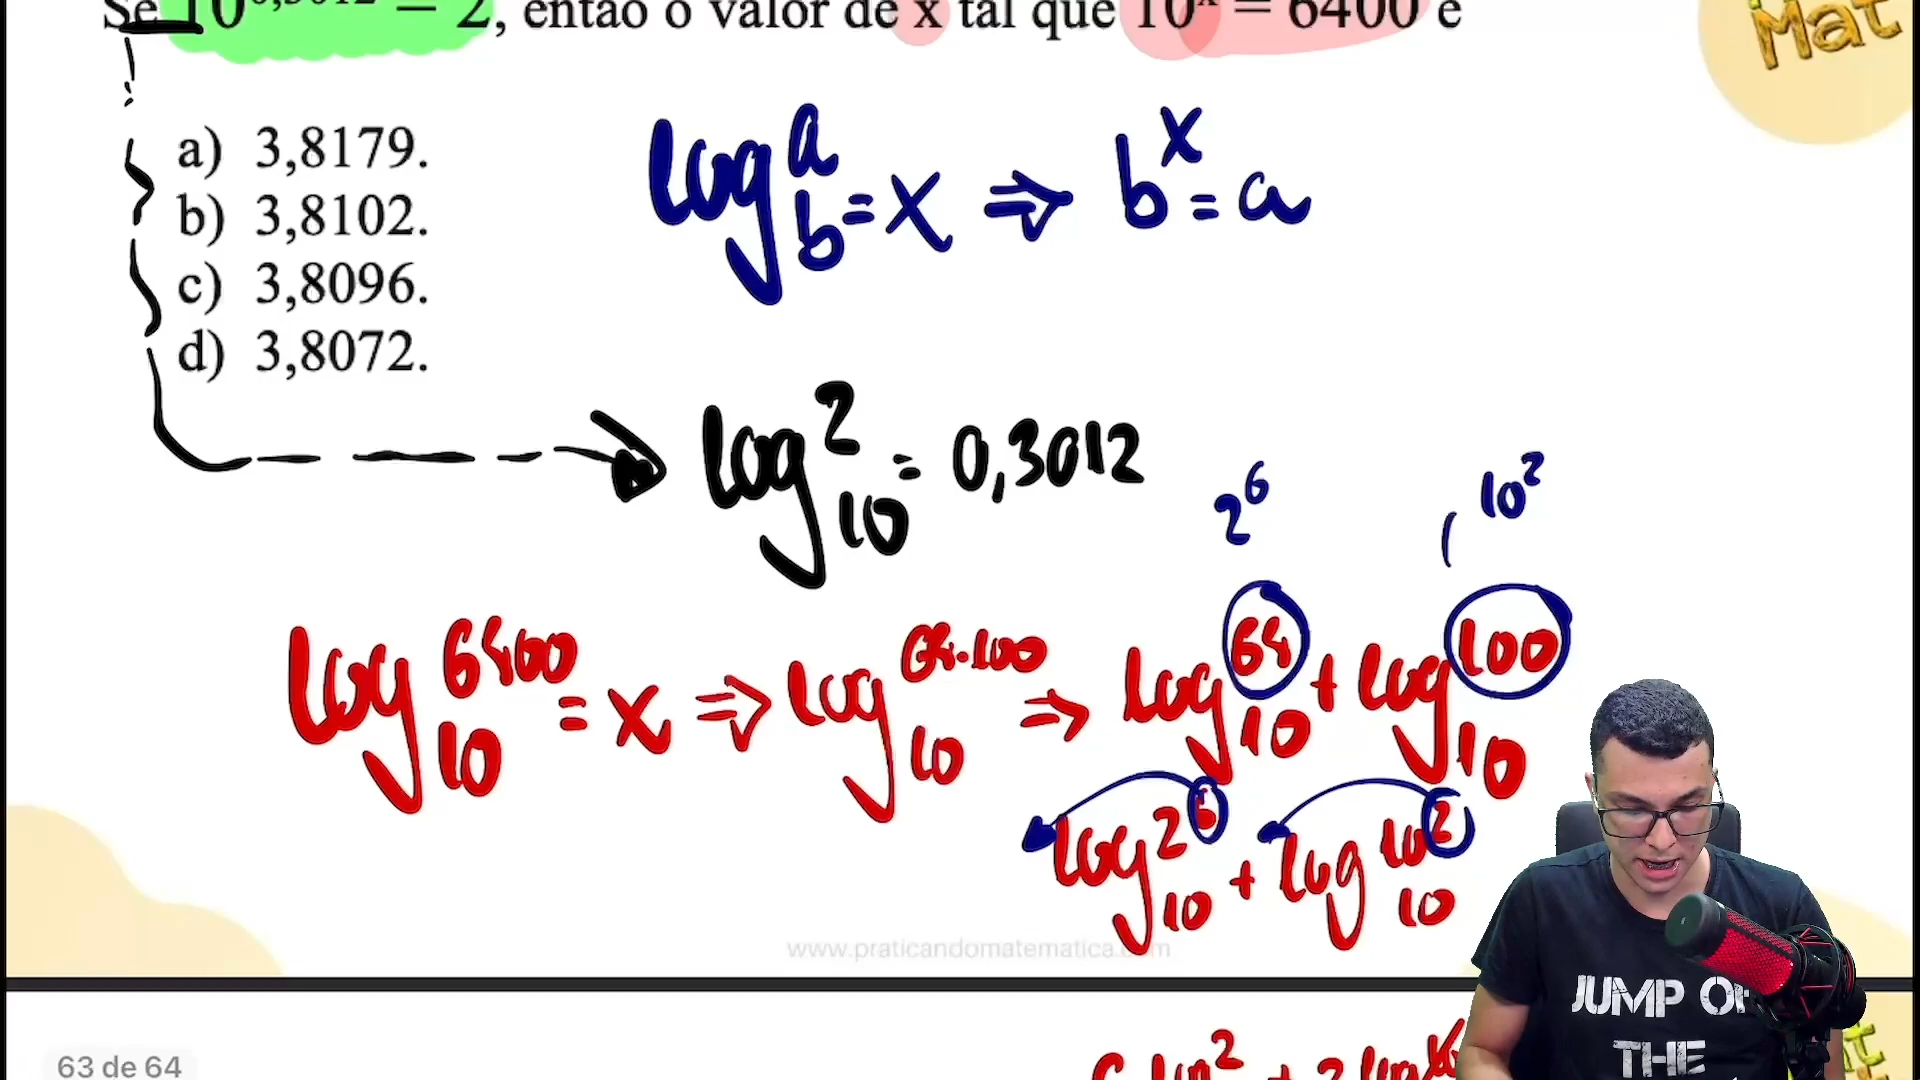 Se 10^0,3012 = 2, então o valor de x tal que 10^x = 6400 é
Mat
a) 3,8179.
b) 3,8102.
c) 3,8096.
d) 3,8072.
log_b^a = x ⇒ b^x = a
log_10^2 = 0,3012
2^6
10^2
log_10^6400 = x ⇒ log_10^64.100 ⇒ log_10^64 + log_10^100
log_10 2^6 + log_10 10^2
www.praticandomatematica.com
63 de 64
JUMP OF
THE